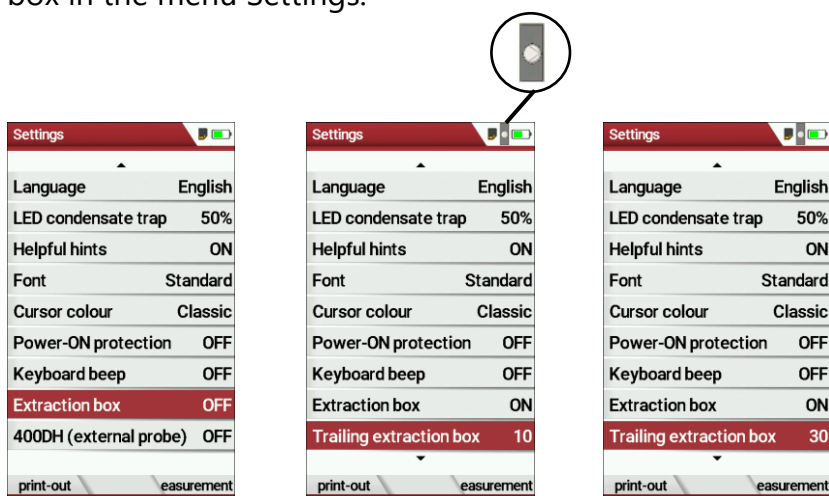 box in the menu Settings.
Settings
Language English
LED condensate trap 50%
Helpful hints ON
Font Standard
Cursor colour Classic
Power-ON protection OFF
Keyboard beep OFF
Extraction box OFF
400DH (external probe) OFF
print-out easurement
Settings
Language English
LED condensate trap 50%
Helpful hints ON
Font Standard
Cursor colour Classic
Power-ON protection OFF
Keyboard beep OFF
Extraction box ON
Trailing extraction box 10
print-out easurement
Settings
Language English
LED condensate trap 50%
Helpful hints ON
Font Standard
Cursor colour Classic
Power-ON protection OFF
Keyboard beep OFF
Extraction box ON
Trailing extraction box 30
print-out easurement